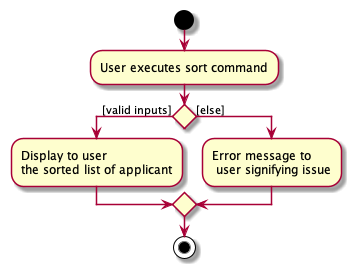 User executes sort command
[valid inputs]
[else]
Display to user
the sorted list of applicant
Error message to
user signifying issue